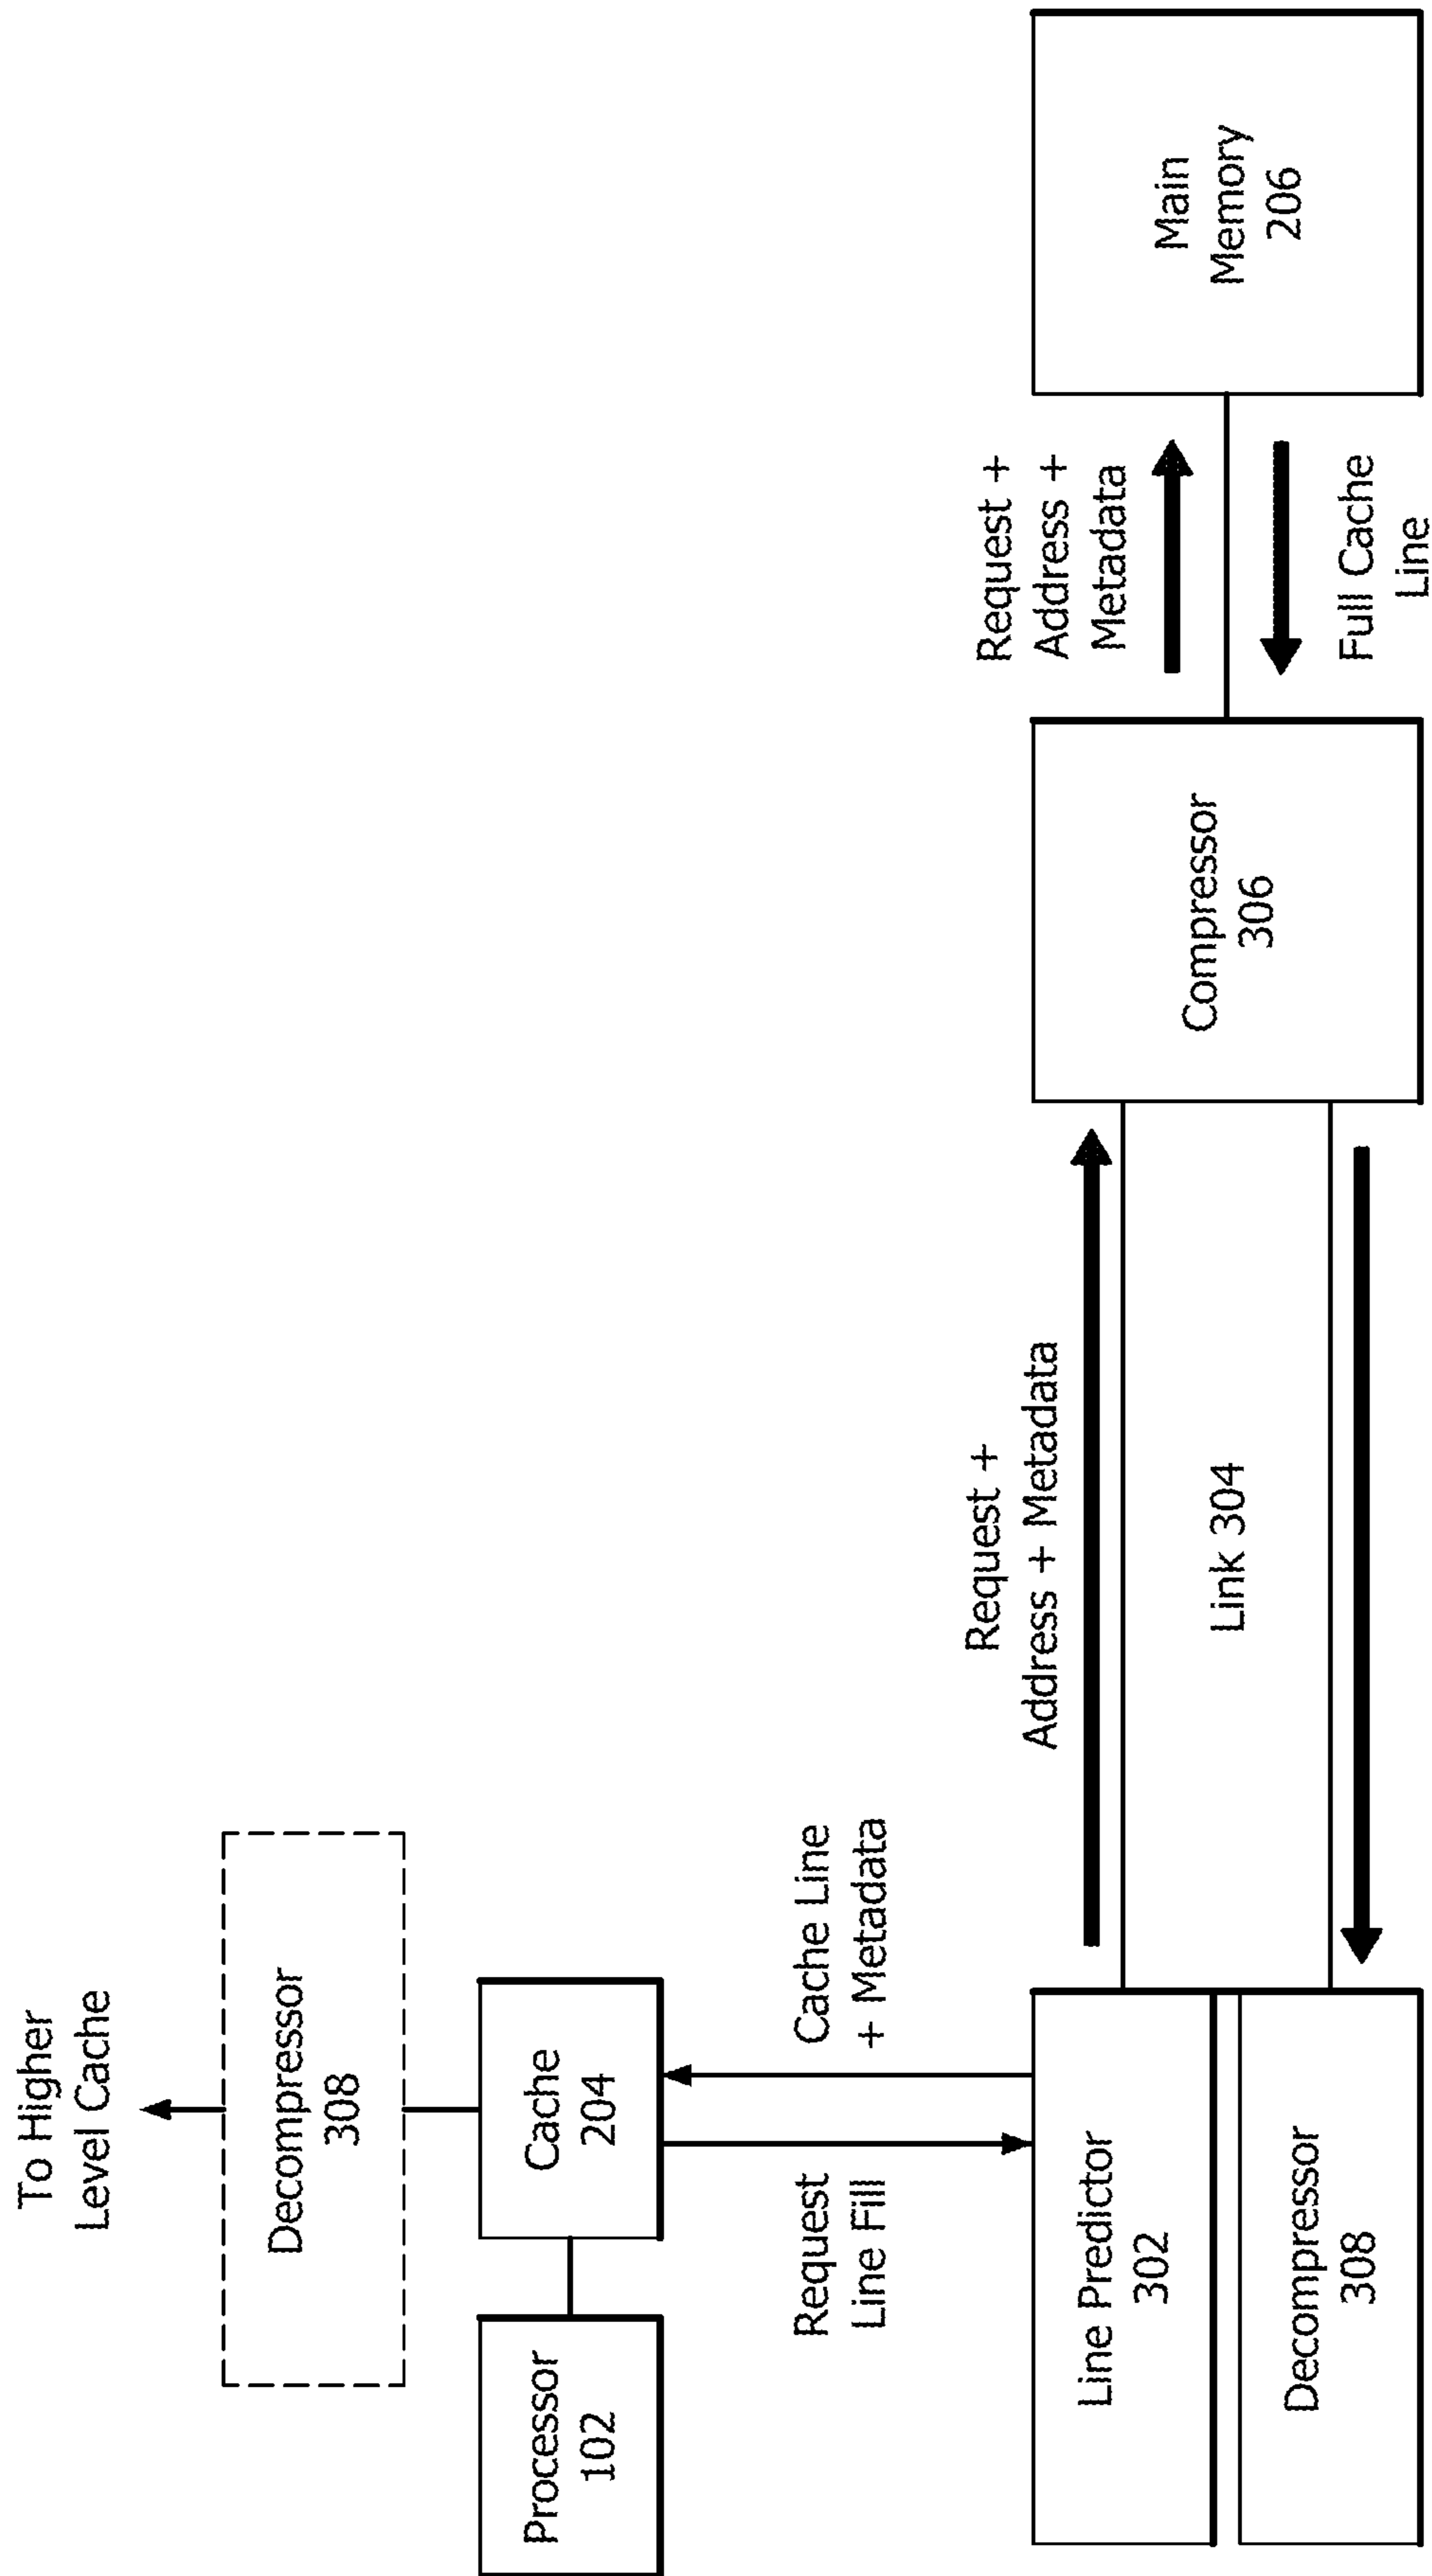 To Higher
Level Cache
Decompressor
308
Processor
102
Cache
204
Request
Line Fill
Cache Line
+ Metadata
Line Predictor
302
Decompressor
308
Request +
Address + Metadata
Link 304
Compressor
306
Request +
Address +
Metadata
Full Cache
Line
Main
Memory
206